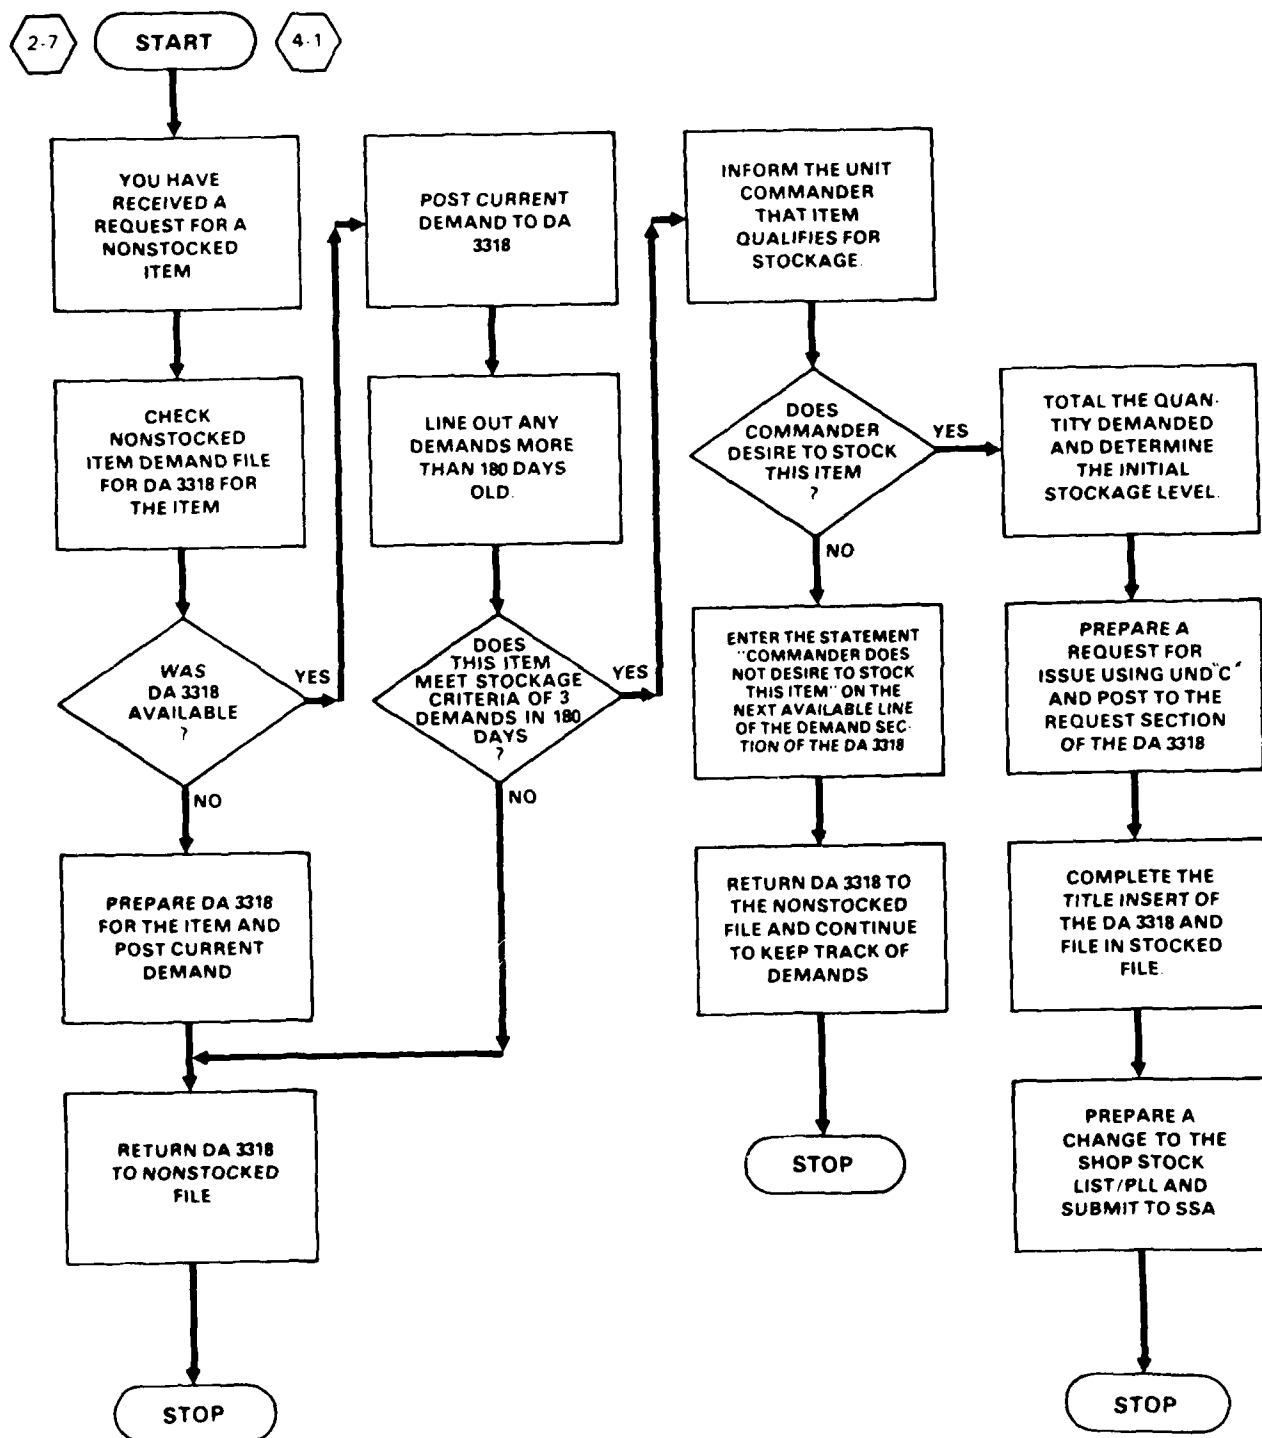 2-7
START
4-1
YOU HAVE
RECEIVED A
REQUEST FOR A
NONSTOCKED
ITEM
CHECK
NONSTOCKED
ITEM DEMAND FILE
FOR DA 3318 FOR
THE ITEM
WAS
DA 3318
AVAILABLE
?
YES
NO
PREPARE DA 3318
FOR THE ITEM AND
POST CURRENT
DEMAND
RETURN DA 3318
TO NONSTOCKED
FILE
STOP
POST CURRENT
DEMAND TO DA
3318
LINE OUT ANY
DEMANDS MORE
THAN 180 DAYS
OLD.
DOES
THIS ITEM
MEET STOCKAGE
CRITERIA OF 3
DEMANDS IN 180
DAYS
?
YES
NO
INFORM THE UNIT
COMMANDER
THAT ITEM
QUALIFIES FOR
STOCKAGE.
DOES
COMMANDER
DESIRE TO STOCK
THIS ITEM
?
YES
NO
ENTER THE STATEMENT
"COMMANDER DOES
NOT DESIRE TO STOCK
THIS ITEM" ON THE
NEXT AVAILABLE LINE
OF THE DEMAND SEC-
TION OF THE DA 3318
RETURN DA 3318 TO
THE NONSTOCKED
FILE AND CONTINUE
TO KEEP TRACK OF
DEMANDS
STOP
TOTAL THE QUAN-
TITY DEMANDED
AND DETERMINE
THE INITIAL
STOCKAGE LEVEL.
PREPARE A
REQUEST FOR
ISSUE USING UND "C"
AND POST TO THE
REQUEST SECTION
OF THE DA 3318
COMPLETE THE
TITLE INSERT OF
THE DA 3318 AND
FILE IN STOCKED
FILE.
PREPARE A
CHANGE TO THE
SHOP STOCK
LIST/PLL AND
SUBMIT TO SSA
STOP